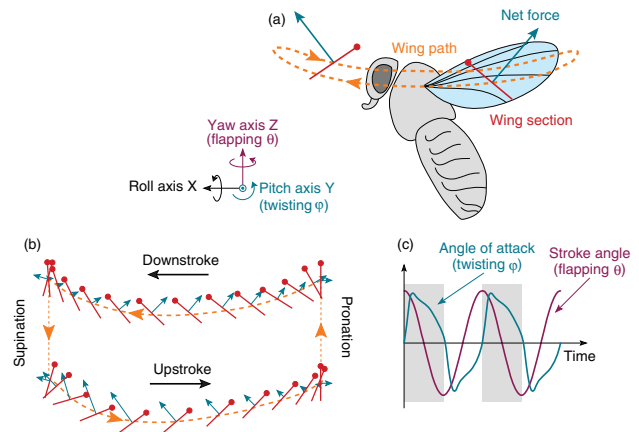 (a)
Net force
Wing path
Wing section
Yaw axis Z
(flapping θ)
Roll axis X
Pitch axis Y
(twisting φ)
(b)
Downstroke
Supination
Pronation
Upstroke
(c)
Angle of attack
(twisting φ)
Stroke angle
(flapping θ)
Time